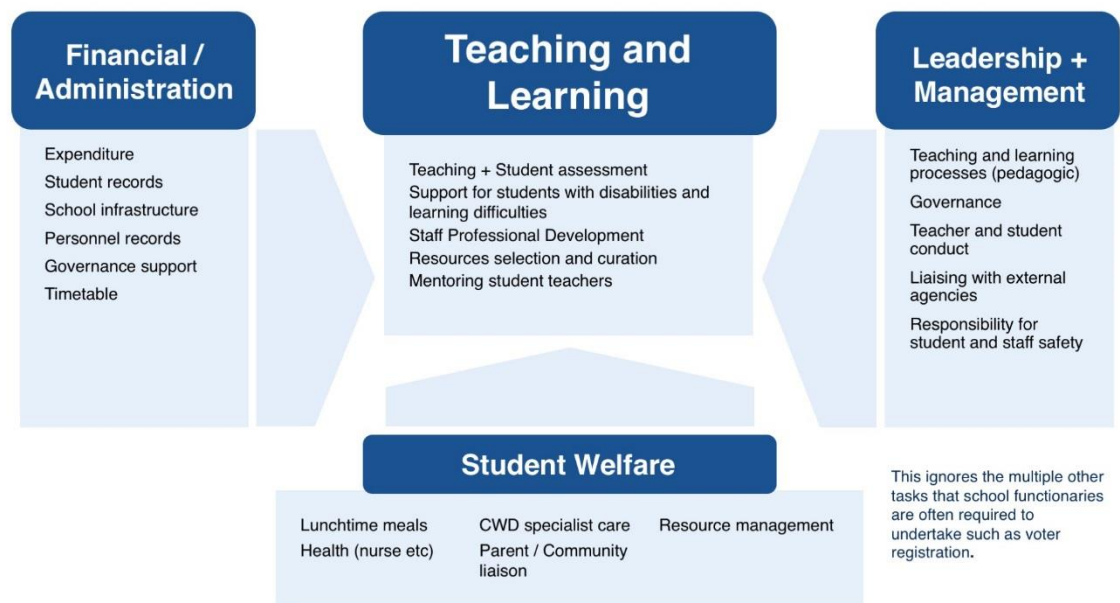 Financial /
Administration
Expenditure
Student records
School infrastructure
Personnel records
Governance support
Timetable
Teaching and
Learning
Teaching + Student assessment
Support for students with disabilities and
learning difficulties
Staff Professional Development
Resources selection and curation
Mentoring student teachers
Leadership +
Management
Teaching and learning
processes (pedagogic)
Governance
Teacher and student
conduct
Liaising with external
agencies
Responsibility for
student and staff safety
Student Welfare
Lunchtime meals
Health (nurse etc)
CWD specialist care
Parent / Community
liaison
Resource management
This ignores the multiple other
tasks that school functionaries
are often required to
undertake such as voter
registration.